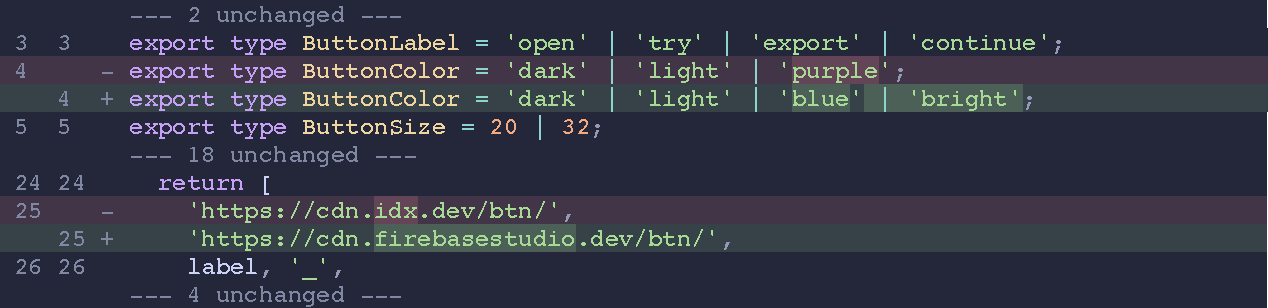 --- 2 unchanged ---
3 3 export type ButtonLabel = 'open' | 'try' | 'export' | 'continue';
4 - export type ButtonColor = 'dark' | 'light' | 'purple';
4 + export type ButtonColor = 'dark' | 'light' | 'blue' | 'bright';
5 5 export type ButtonSize = 20 | 32;
--- 18 unchanged ---
24 24 return [
25 - 'https://cdn.idx.dev/btn/',
25 + 'https://cdn.firebasestudio.dev/btn/',
26 26 label, '_',
--- 4 unchanged ---